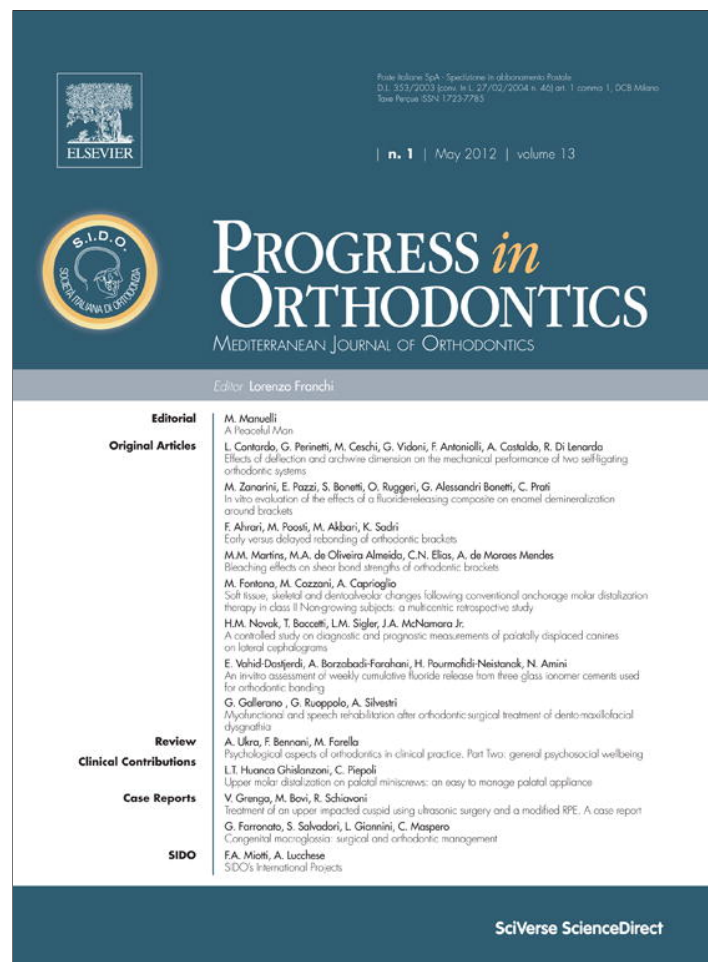 Poste Italiane SpA - Spedizione in abbonamento Postale
D.L. 353/2003 (conv. In L. 27/02/2004 n. 46) art. 1 comma 1, DCB Milano
Taxe Perçue ISSN 1723-7785
ELSEVIER
| n. 1 | May 2012 | volume 13
S.I.D.O.
SOCIETÀ ITALIANA DI ORTODONZIA
PROGRESS in
ORTHODONTICS
MEDITERRANEAN JOURNAL OF ORTHODONTICS
Editor Lorenzo Franchi
Editorial
M. Manuelli
A Peaceful Man
Original Articles
L. Contardo, G. Perinetti, M. Ceschi, G. Vidoni, F. Antoniolli, A. Castaldo, R. Di Lenarda
Effects of deflection and archwire dimension on the mechanical performance of two self-ligating
orthodontic systems
M. Zanarini, E. Pazzi, S. Bonetti, O. Ruggeri, G. Alessandri Bonetti, C. Prati
In vitro evaluation of the effects of a fluoride-releasing composite on enamel demineralization
around brackets
F. Ahrari, M. Poosti, M. Akbari, K. Sadri
Early versus delayed rebonding of orthodontic brackets
M.M. Martins, M.A. de Oliveira Almeida, C.N. Elias, A. de Moraes Mendes
Bleaching effects on shear bond strengths of orthodontic brackets
M. Fontana, M. Cozzani, A. Caprioglio
Soft tissue, skeletal and dentoalveolar changes following conventional anchorage molar distalization
therapy in class II Non-growing subjects: a multicentric retrospective study
H.M. Novak, T. Baccetti, L.M. Sigler, J.A. McNamara Jr.
A controlled study on diagnostic and prognostic measurements of palatally displaced canines
on lateral cephalograms
E. Vahid-Dastjerdi, A. Borzabadi-Farahani, H. Pourmofidi-Neistanak, N. Amini
An in-vitro assessment of weekly cumulative fluoride release from three glass ionomer cements used
for orthodontic banding
G. Gallerano , G. Ruoppolo, A. Silvestri
Myofunctional and speech rehabilitation after orthodontic-surgical treatment of dento-maxillofacial
dysgnathia
Review
A. Ukra, F. Bennani, M. Farella
Psychological aspects of orthodontics in clinical practice. Part Two: general psychosocial wellbeing
Clinical Contributions
L.T. Huanca Ghislanzoni, C. Piepoli
Upper molar distalization on palatal miniscrews: an easy to manage palatal appliance
Case Reports
V. Grenga, M. Bovi, R. Schiavoni
Treatment of an upper impacted cuspid using ultrasonic surgery and a modified RPE. A case report
G. Farronato, S. Salvadori, L. Giannini, C. Maspero
Congenital macroglossia: surgical and orthodontic management
SIDO
F.A. Miotti, A. Lucchese
SIDO's International Projects
SciVerse ScienceDirect